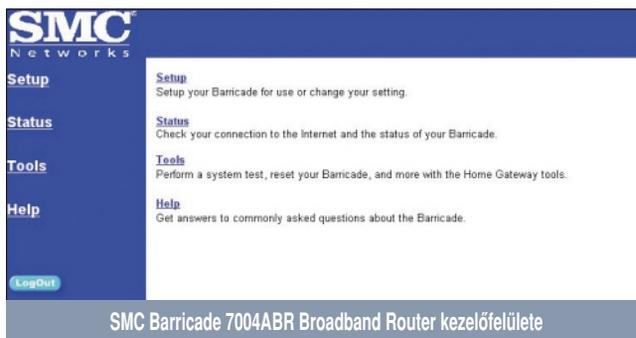 SMC®
Networks
Setup
Status
Tools
Help
LogOut
Setup
Setup your Barricade for use or change your setting.
Status
Check your connection to the Internet and the status of your Barricade.
Tools
Perform a system test, reset your Barricade, and more with the Home Gateway tools.
Help
Get answers to commonly asked questions about the Barricade.
SMC Barricade 7004ABR Broadband Router kezelőfelülete